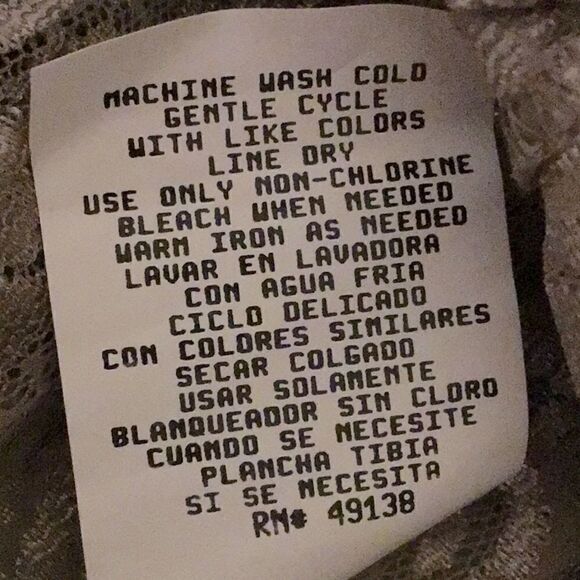 MACHINE WASH COLD
GENTLE CYCLE
WITH LIKE COLORS
LINE DRY
USE ONLY NON-CHLORINE
BLEACH WHEN NEEDED
WARM IRON AS NEEDED
LAVAR EN LAVADORA
CON AGUA FRIA
CICLO DELICADO
CON COLORES SIMILARES
SECAR COLGADO
USAR SOLAMENTE
BLANQUEADOR SIN CLORO
CUANDO SE NECESITE
PLANCHA TIBIA
SI SE NECESITA
RN# 49138